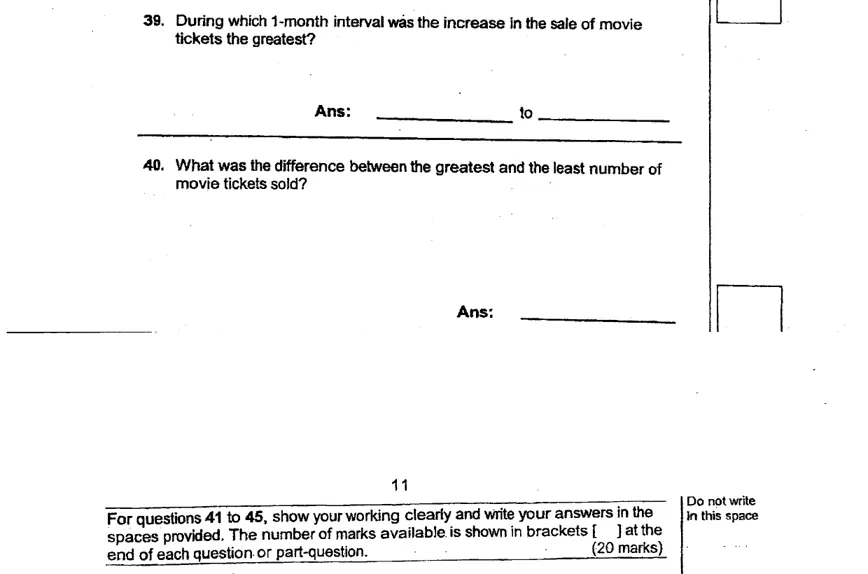 39. During which 1-month interval was the increase in the sale of movie
tickets the greatest?
Ans: ____________ to ____________
40. What was the difference between the greatest and the least number of
movie tickets sold?
Ans: ____________
11
Do not write
in this space
For questions 41 to 45, show your working clearly and write your answers in the
spaces provided. The number of marks available is shown in brackets [ ] at the
end of each question or part-question. (20 marks)